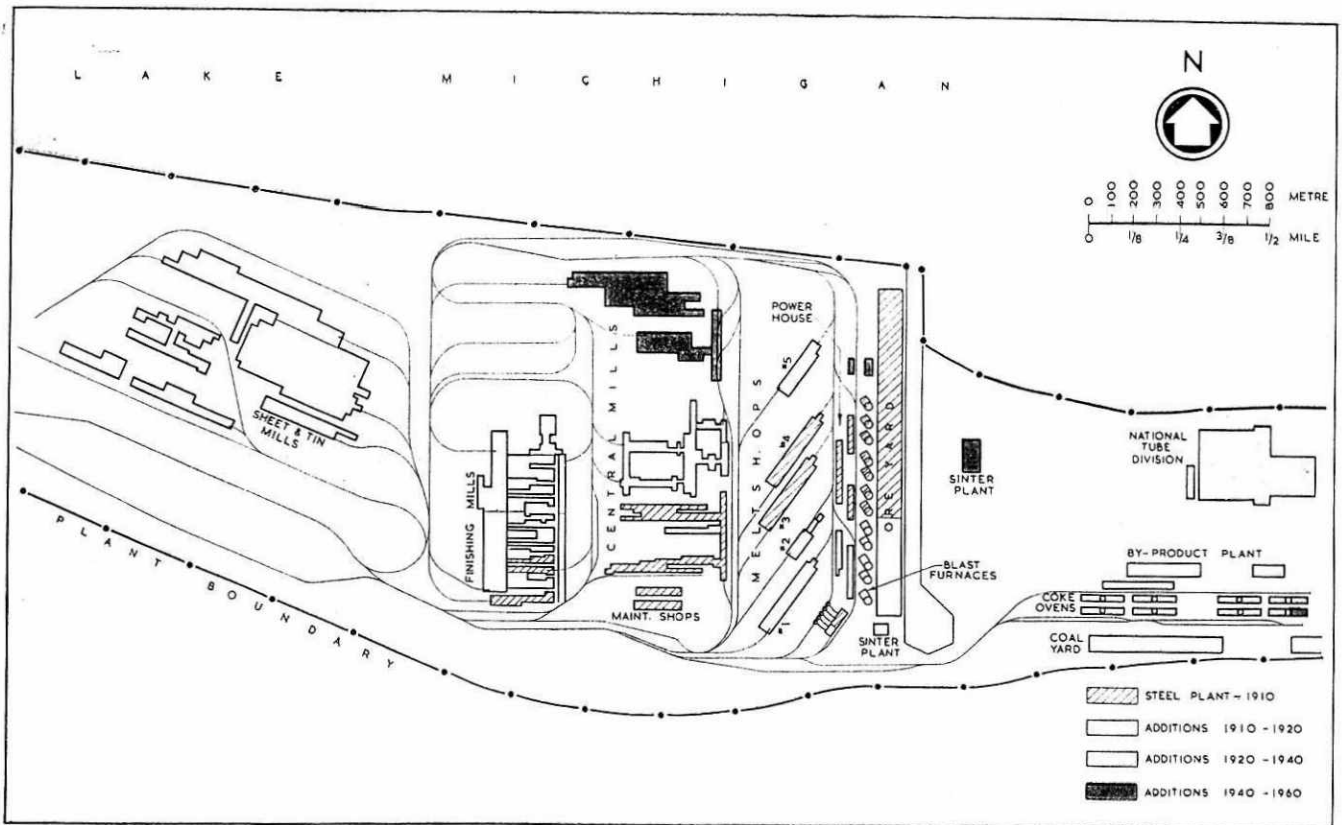 LAKE MICHIGAN
N
0 100 200 300 400 500 600 700 800 METRE
0 1/8 1/4 3/8 1/2 MILE
POWER
HOUSE
#5
CENTRAL MILLS
MELT SHOPS
#4
ORE YARD
SHEET & TIN
MILLS
NATIONAL
TUBE
DIVISION
SINTER
PLANT
#3
#2
FINISHING MILLS
BLAST
FURNACES
BY-PRODUCT PLANT
COKE
OVENS
MAINT. SHOPS
#1
SINTER
PLANT
COAL
YARD
PLANT BOUNDARY
STEEL PLANT - 1910
ADDITIONS 1910 - 1920
ADDITIONS 1920 - 1940
ADDITIONS 1940 - 1960